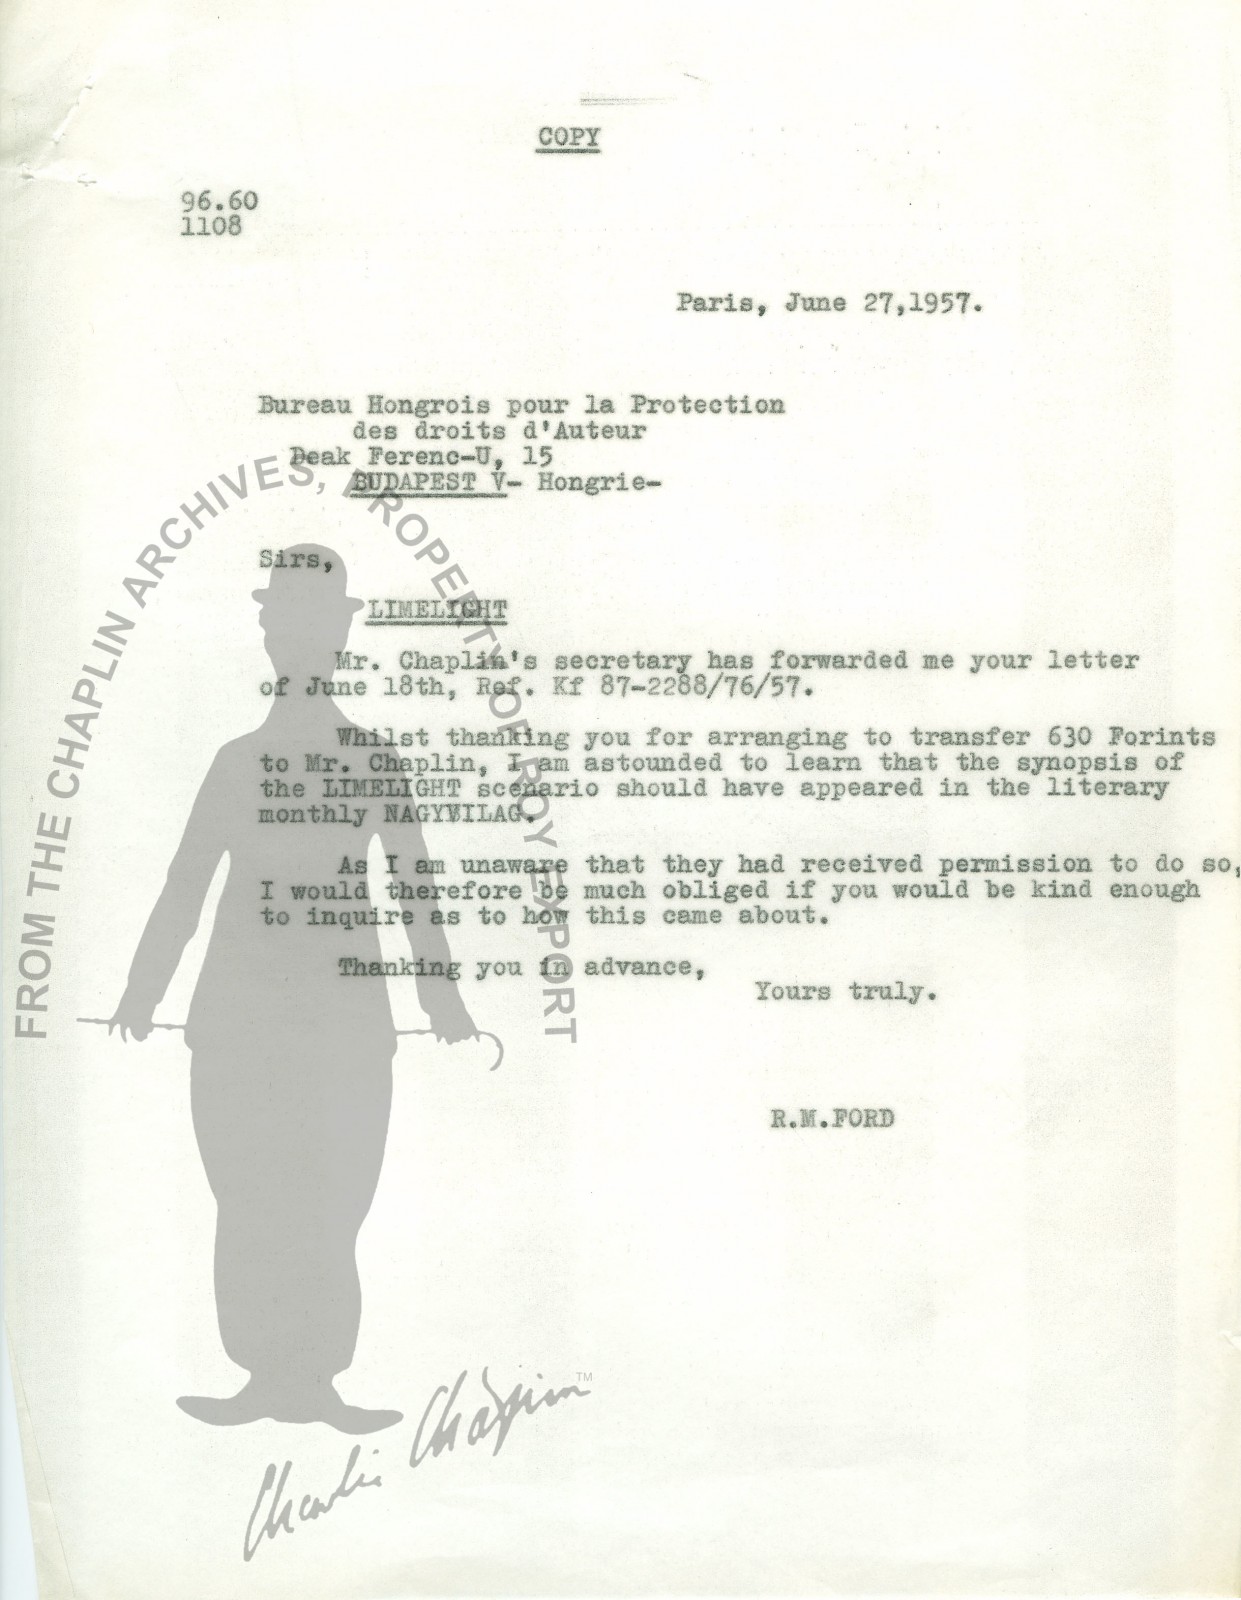 COPY
96.60
1108
Paris, June 27,1957.
Bureau Hongrois pour la Protection
des droits d'Auteur
Deak Ferenc-U, 15
BUDAPEST V- Hongrie-
Sirs,
LIMELIGHT
Mr. Chaplin's secretary has forwarded me your letter
of June 18th, Ref. Kf 87-2288/76/57.
Whilst thanking you for arranging to transfer 630 Forints
to Mr. Chaplin, I am astounded to learn that the synopsis of
the LIMELIGHT scenario should have appeared in the literary
monthly NAGYVILAG.
As I am unaware that they had received permission to do so,
I would therefore be much obliged if you would be kind enough
to inquire as to how this came about.
Thanking you in advance,
Yours truly.
R.M.FORD
FROM THE CHAPLIN ARCHIVES, PROPERTY OF ROY EXPORT
Charlie Chaplin TM